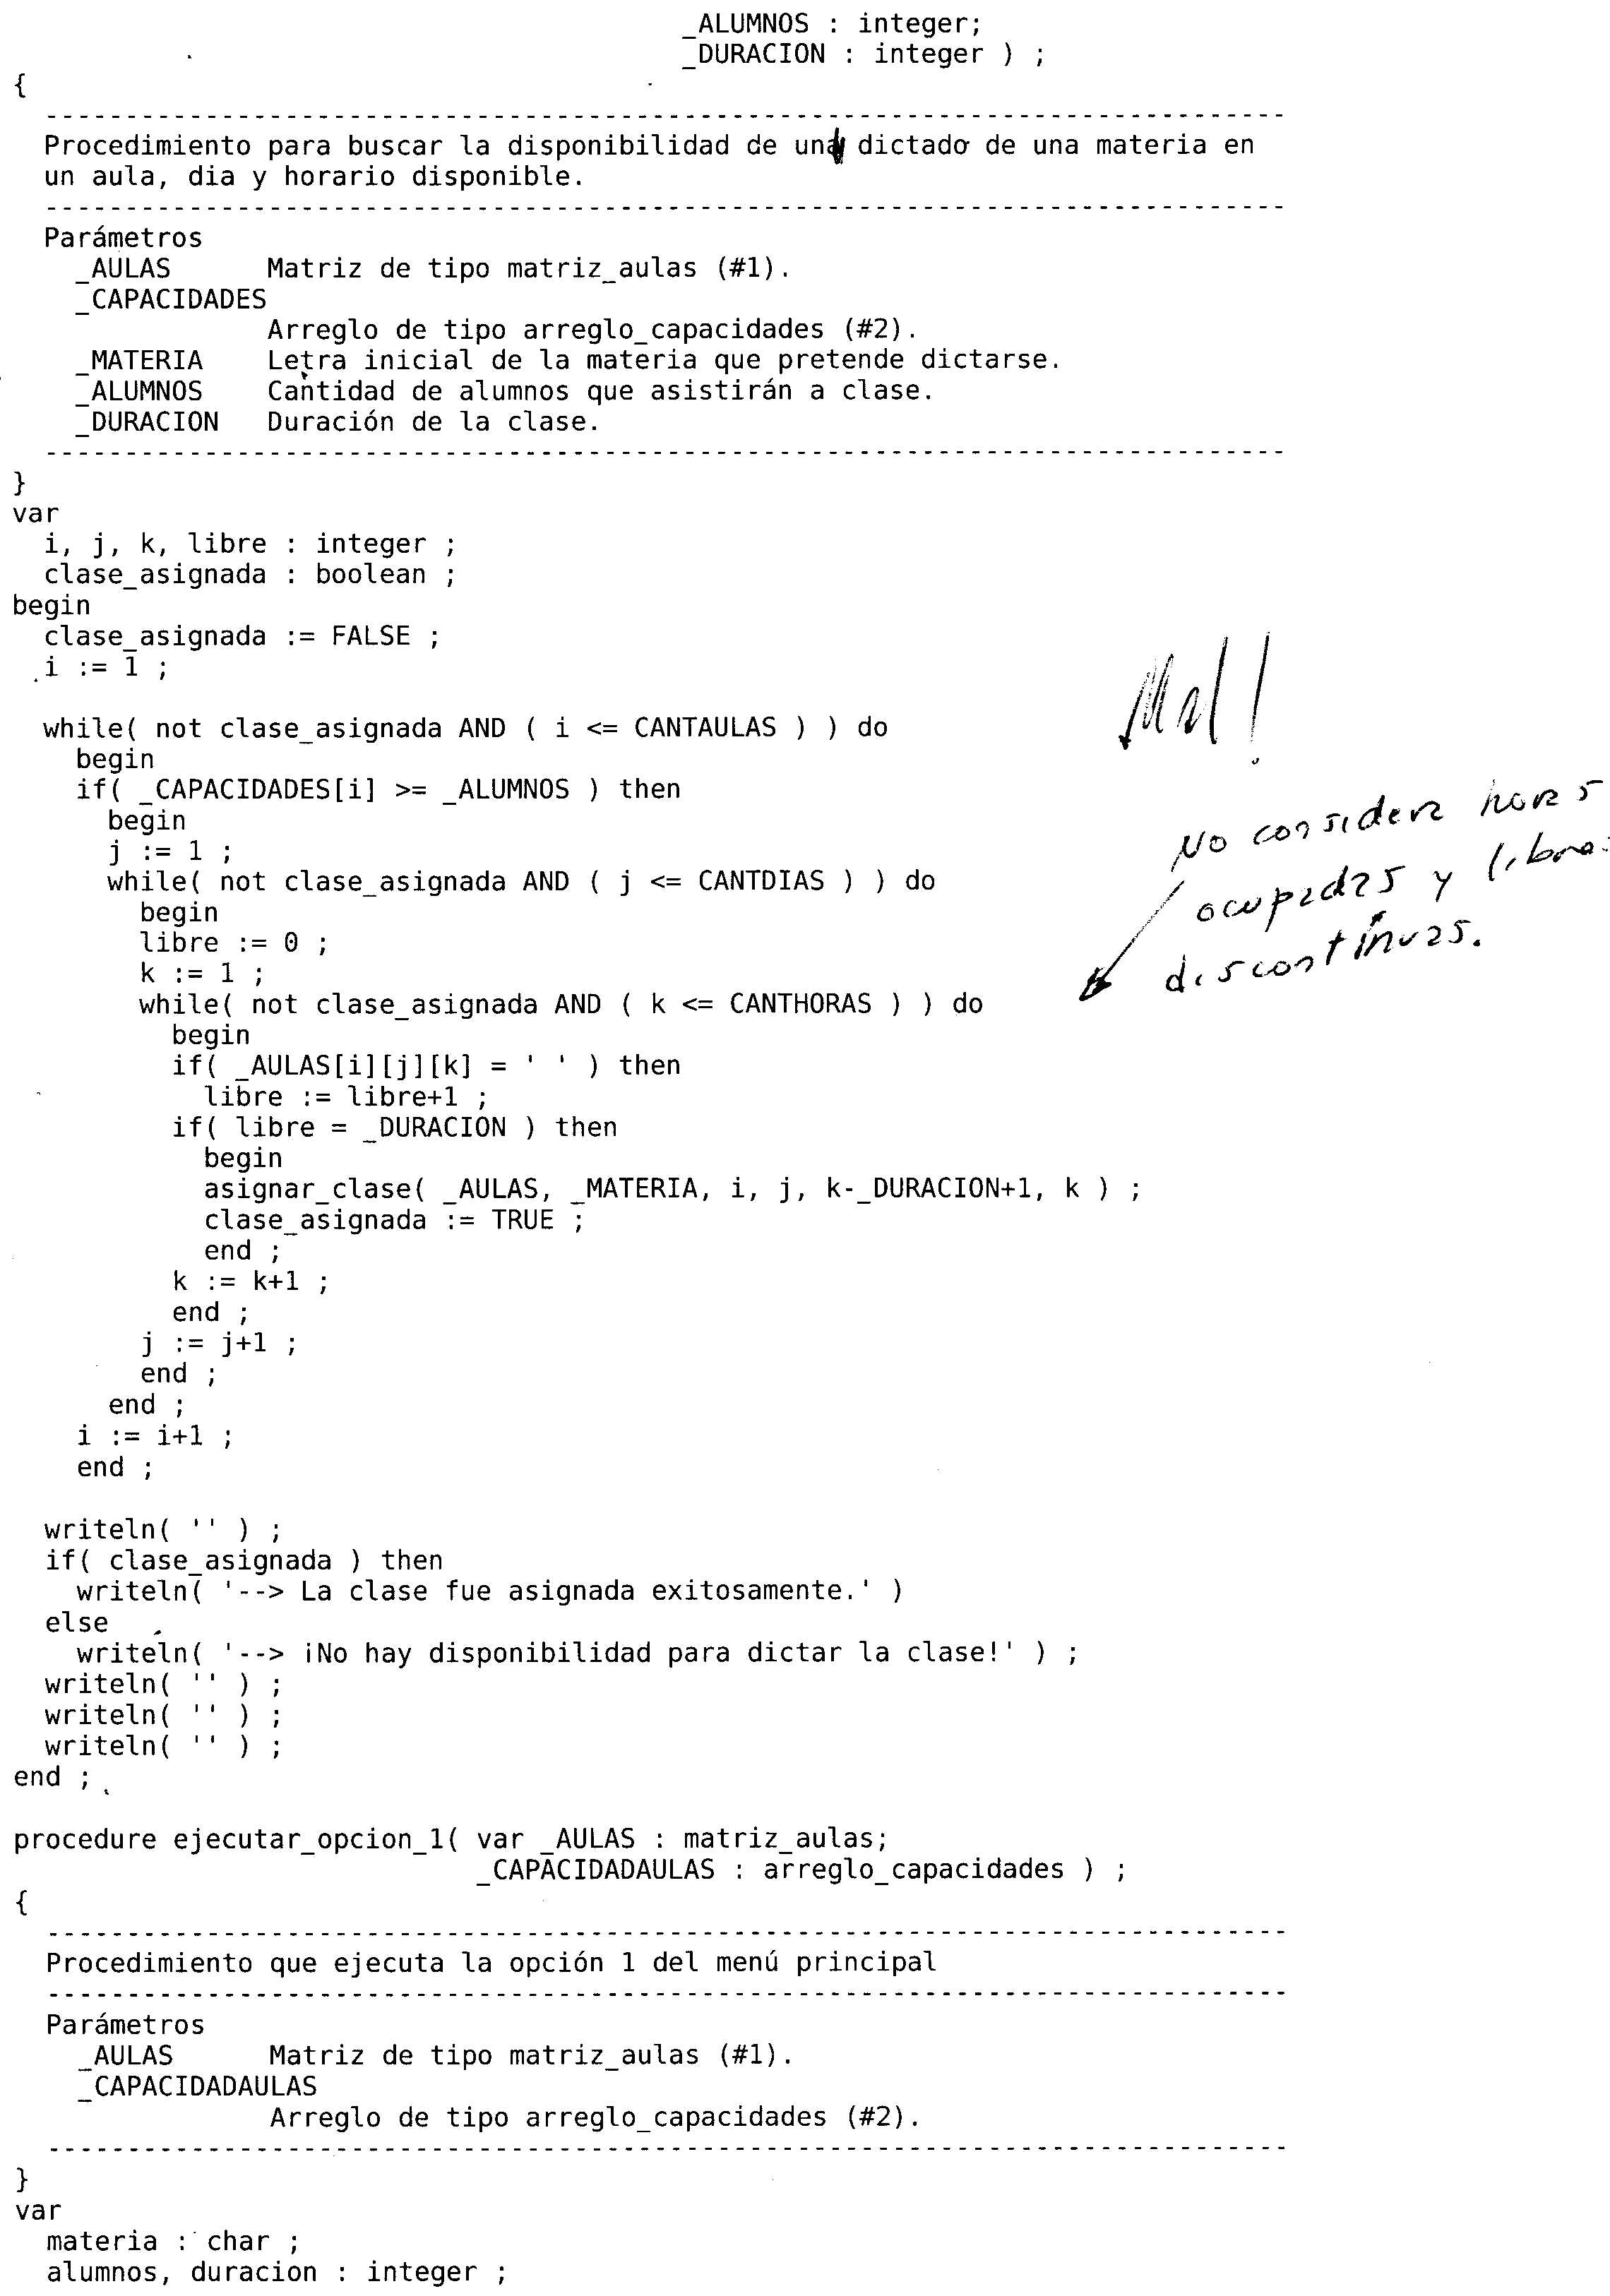 _ALUMNOS : integer;
_DURACION : integer ) ;
{
-----------------------------------------------------------------------------
Procedimiento para buscar la disponibilidad de un dictado de una materia en
un aula, dia y horario disponible.
-----------------------------------------------------------------------------
Parámetros
_AULAS Matriz de tipo matriz_aulas (#1).
_CAPACIDADES
Arreglo de tipo arreglo_capacidades (#2).
_MATERIA Letra inicial de la materia que pretende dictarse.
_ALUMNOS Cantidad de alumnos que asistirán a clase.
_DURACION Duración de la clase.
-----------------------------------------------------------------------------
}
var
i, j, k, libre : integer ;
clase_asignada : boolean ;
begin
clase_asignada := FALSE ;
i := 1 ;
Mal!
while( not clase_asignada AND ( i <= CANTAULAS ) ) do
begin
if( _CAPACIDADES[i] >= _ALUMNOS ) then
begin
j := 1 ;
while( not clase_asignada AND ( j <= CANTDIAS ) ) do
begin
libre := 0 ;
k := 1 ;
No considera horas
ocupadas y libres
discontinuas.
while( not clase_asignada AND ( k <= CANTHORAS ) ) do
begin
if( _AULAS[i][j][k] = ' ' ) then
libre := libre+1 ;
if( libre = _DURACION ) then
begin
asignar_clase( _AULAS, _MATERIA, i, j, k-_DURACION+1, k ) ;
clase_asignada := TRUE ;
end ;
k := k+1 ;
end ;
j := j+1 ;
end ;
end ;
i := i+1 ;
end ;
writeln( '' ) ;
if( clase_asignada ) then
writeln( '--> La clase fue asignada exitosamente.' )
else
writeln( '--> ¡No hay disponibilidad para dictar la clase!' ) ;
writeln( '' ) ;
writeln( '' ) ;
writeln( '' ) ;
end ;
procedure ejecutar_opcion_1( var _AULAS : matriz_aulas;
_CAPACIDADAULAS : arreglo_capacidades ) ;
{
-----------------------------------------------------------------------------
Procedimiento que ejecuta la opción 1 del menú principal
-----------------------------------------------------------------------------
Parámetros
_AULAS Matriz de tipo matriz_aulas (#1).
_CAPACIDADAULAS
Arreglo de tipo arreglo_capacidades (#2).
-----------------------------------------------------------------------------
}
var
materia : char ;
alumnos, duracion : integer ;